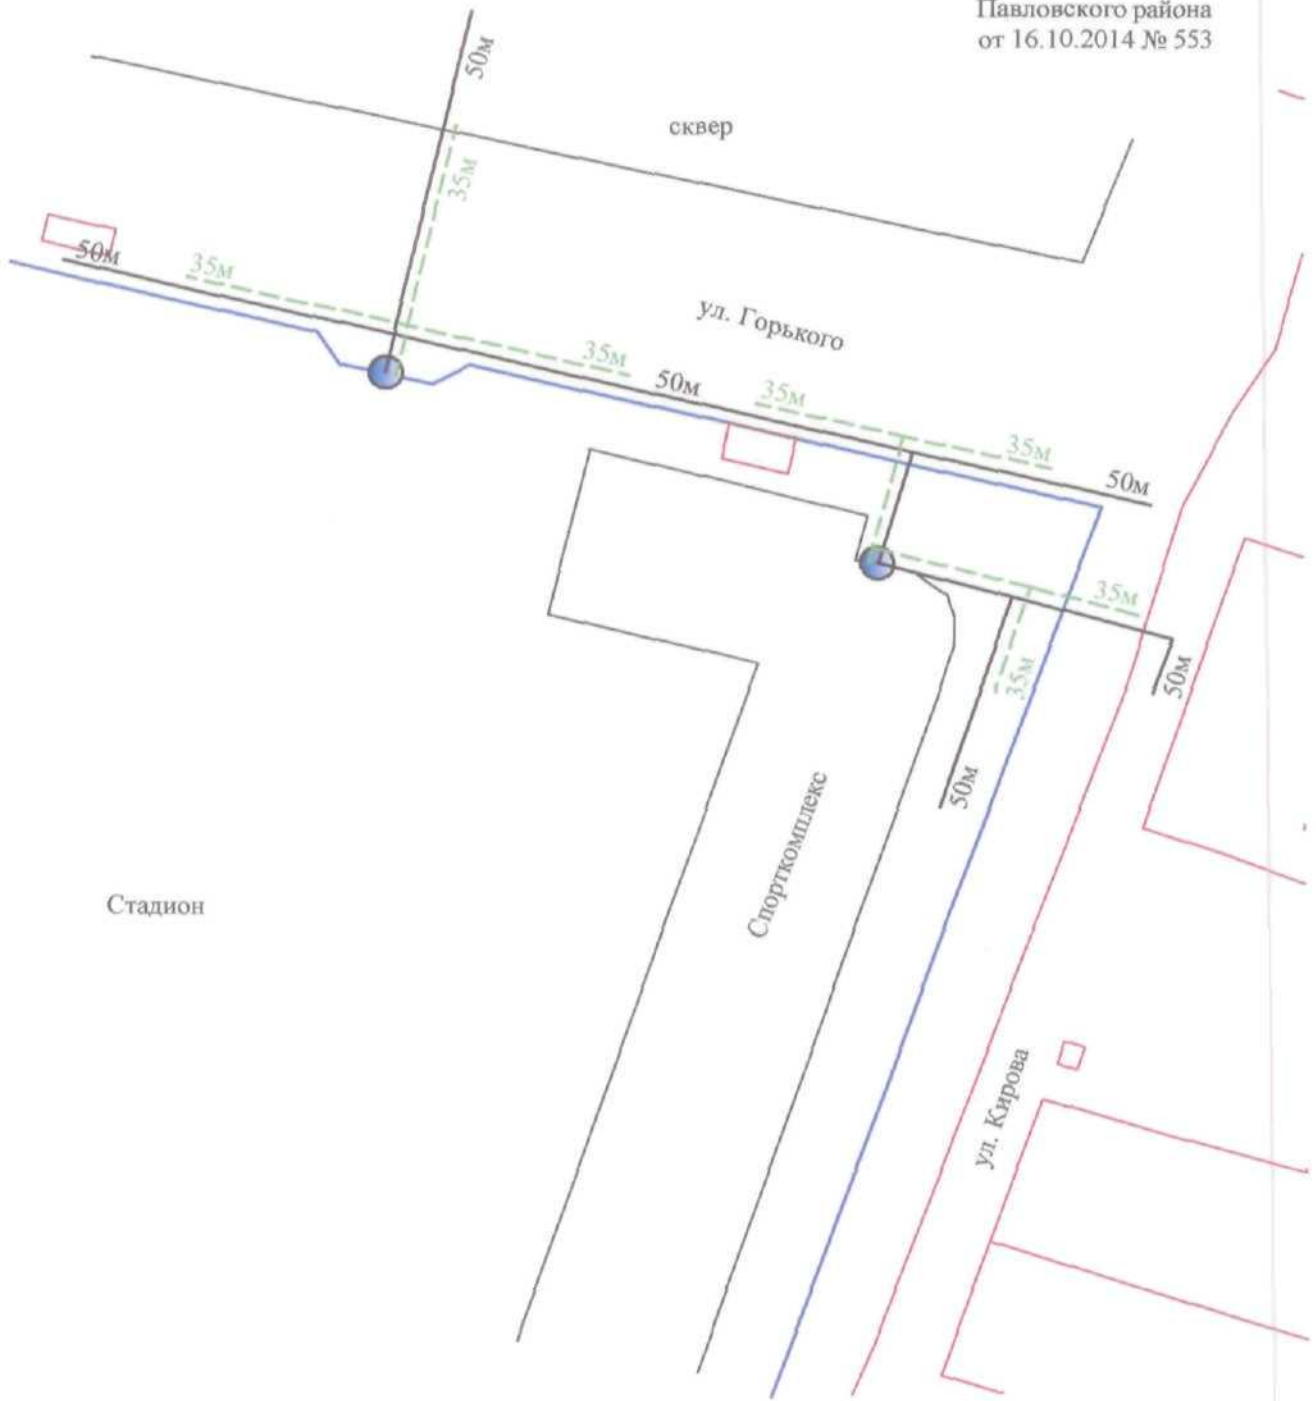 Павловского района
от 16.10.2014 № 553
50м
сквер
35м
50м
35м
ул. Горького
35м
50м
35м
35м
50м
35м
50м
35м
50м
Спорткомплекс
Стадион
ул. Кирова